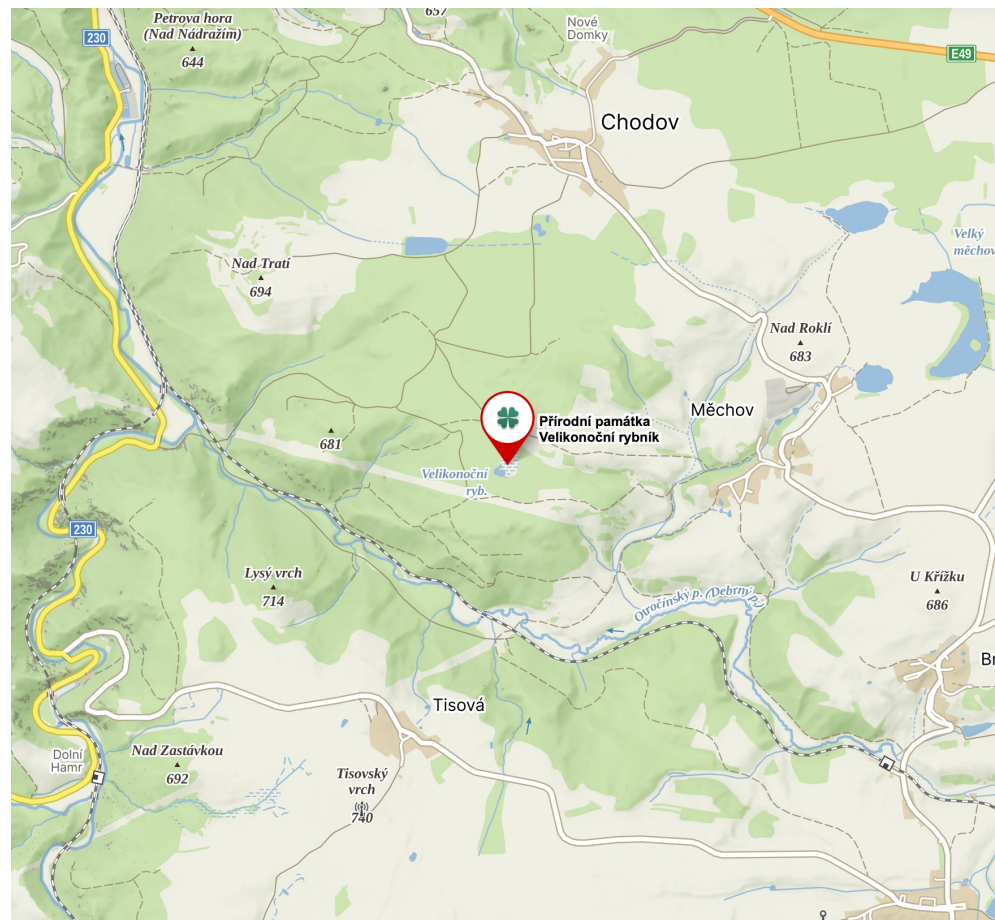 Petrova hora
(Nad Nádražím)
644
657
Nové
Domky
230
E49
Chodov
Velký
měchov
Nad Tratí
694
Nad Roklí
683
Měchov
681
Přírodní památka
Velikonoční rybník
Velikonoční
ryb.
230
Lysý vrch
714
U Křížku
686
Otročínský p. (Debrný p.)
Br
Tisová
Dolní
Hamr
Nad Zastávkou
692
Tisovský
vrch
740